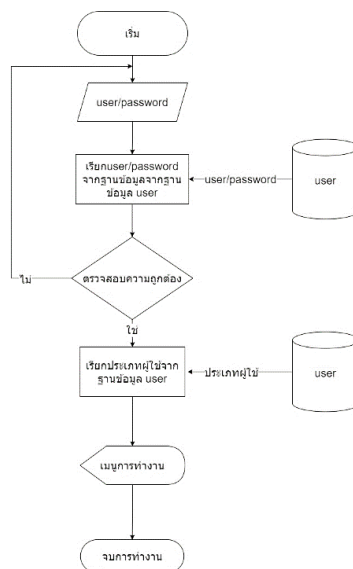 เริ่ม
user/password
เรียกuser/password
จากฐานข้อมูลจากฐาน
ข้อมูล user
user/password
user
ตรวจสอบความถูกต้อง
ไม่
ใช่
เรียกประเภทผู้ใช้จาก
ฐานข้อมูล user
ประเภทผู้ใช้
user
เมนูการทำงาน
จบการทำงาน